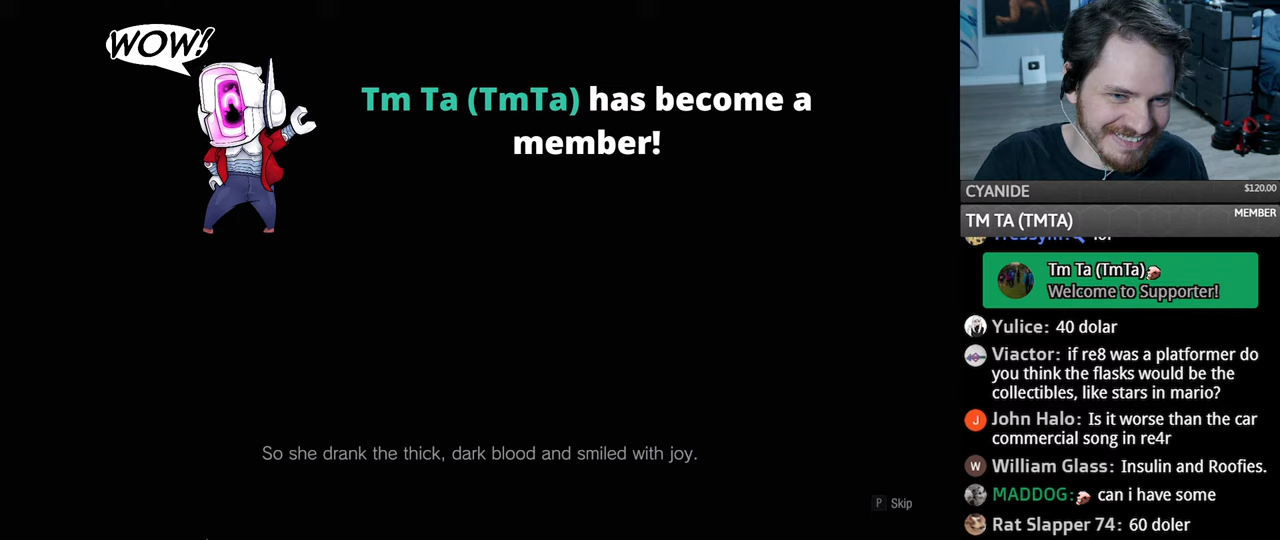 WOW!
Tm Ta (TmTa) has become a
member!
So she drank the thick, dark blood and smiled with joy.
P Skip
CYANIDE $120.00
TM TA (TMTA) MEMBER
Tm Ta (TmTa)
Welcome to Supporter!
Yulice: 40 dolar
Viactor: if re8 was a platformer do
you think the flasks would be the
collectibles, like stars in mario?
John Halo: Is it worse than the car
commercial song in re4r
William Glass: Insulin and Roofies.
MADDOG: can i have some
Rat Slapper 74: 60 doler